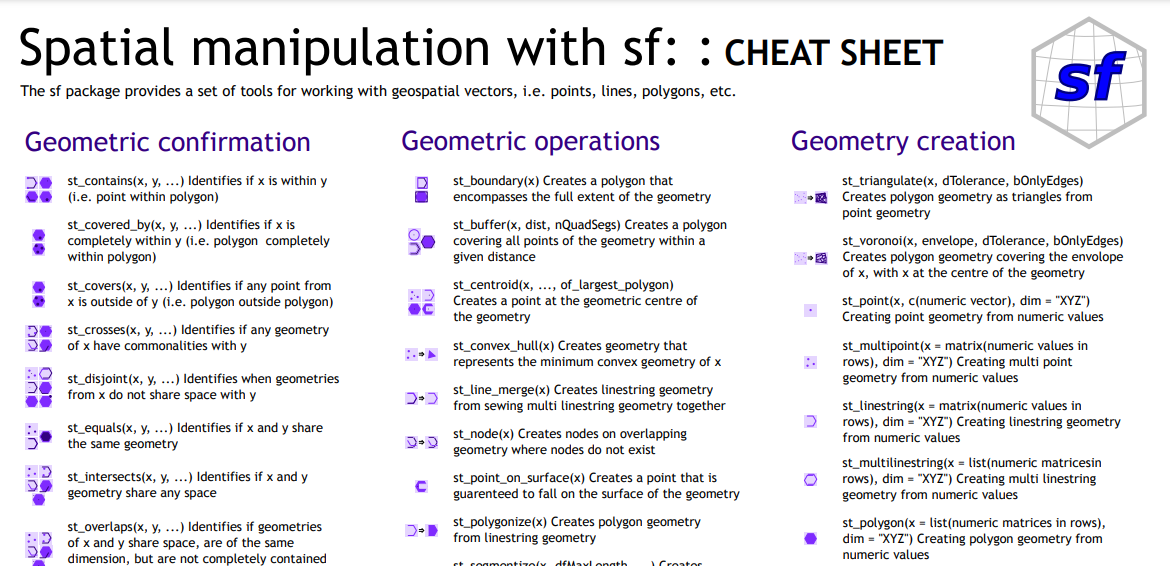 Spatial manipulation with sf: : CHEAT SHEET
The sf package provides a set of tools for working with geospatial vectors, i.e. points, lines, polygons, etc.
sf
Geometric confirmation
st_contains(x, y, ...) Identifies if x is within y
(i.e. point within polygon)
st_covered_by(x, y, ...) Identifies if x is
completely within y (i.e. polygon completely
within polygon)
st_covers(x, y, ...) Identifies if any point from
x is outside of y (i.e. polygon outside polygon)
st_crosses(x, y, ...) Identifies if any geometry
of x have commonalities with y
st_disjoint(x, y, ...) Identifies when geometries
from x do not share space with y
st_equals(x, y, ...) Identifies if x and y share
the same geometry
st_intersects(x, y, ...) Identifies if x and y
geometry share any space
st_overlaps(x, y, ...) Identifies if geometries
of x and y share space, are of the same
dimension, but are not completely contained
Geometric operations
st_boundary(x) Creates a polygon that
encompasses the full extent of the geometry
st_buffer(x, dist, nQuadSegs) Creates a polygon
covering all points of the geometry within a
given distance
st_centroid(x, ..., of_largest_polygon)
Creates a point at the geometric centre of
the geometry
st_convex_hull(x) Creates geometry that
represents the minimum convex geometry of x
st_line_merge(x) Creates linestring geometry
from sewing multi linestring geometry together
st_node(x) Creates nodes on overlapping
geometry where nodes do not exist
st_point_on_surface(x) Creates a point that is
guarenteed to fall on the surface of the geometry
st_polygonize(x) Creates polygon geometry
from linestring geometry
st_segmentize(x, dfMaxLength, ...) Creates
Geometry creation
st_triangulate(x, dTolerance, bOnlyEdges)
Creates polygon geometry as triangles from
point geometry
st_voronoi(x, envelope, dTolerance, bOnlyEdges)
Creates polygon geometry covering the envolope
of x, with x at the centre of the geometry
st_point(x, c(numeric vector), dim = "XYZ")
Creating point geometry from numeric values
st_multipoint(x = matrix(numeric values in
rows), dim = "XYZ") Creating multi point
geometry from numeric values
st_linestring(x = matrix(numeric values in
rows), dim = "XYZ") Creating linestring geometry
from numeric values
st_multilinestring(x = list(numeric matricesin
rows), dim = "XYZ") Creating multi linestring
geometry from numeric values
st_polygon(x = list(numeric matrices in rows),
dim = "XYZ") Creating polygon geometry from
numeric values